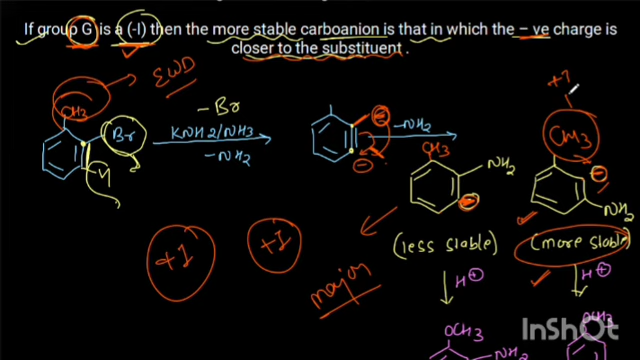 If group G is a (-I) then the more stable carboanion is that in which the – ve charge is
closer to the substituent .
EWD
+I
CH3
- Br
Br
KNH2/NH3
- NH2
H
⊖
⊖
-NH2
CH3
NH2
⊖
CH3
⊖
NH2
+I
+I
(less stable)
(more stable)
major
H⊕
H⊕
OCH3
NH2
OCH3
InShOt